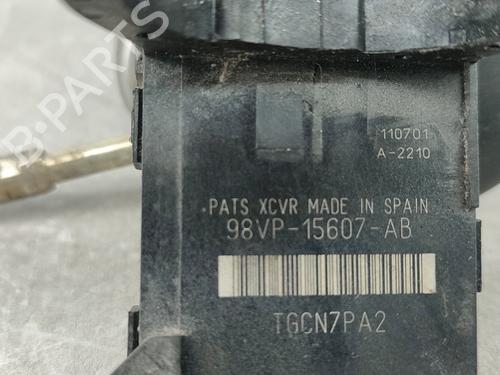 B-PARTS
110701
A-2210
PATS XCVR MADE IN SPAIN
98VP-15607-AB
TGCN7PA2